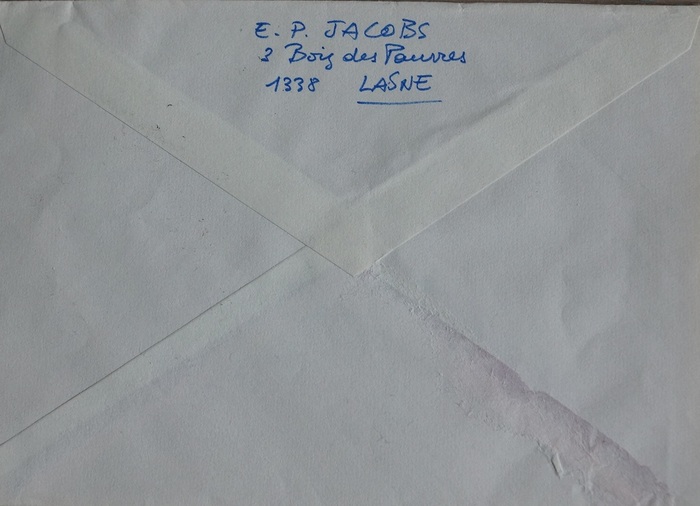 E. P. JACOBS
3 Bois des Pauvres
1338 LASNE